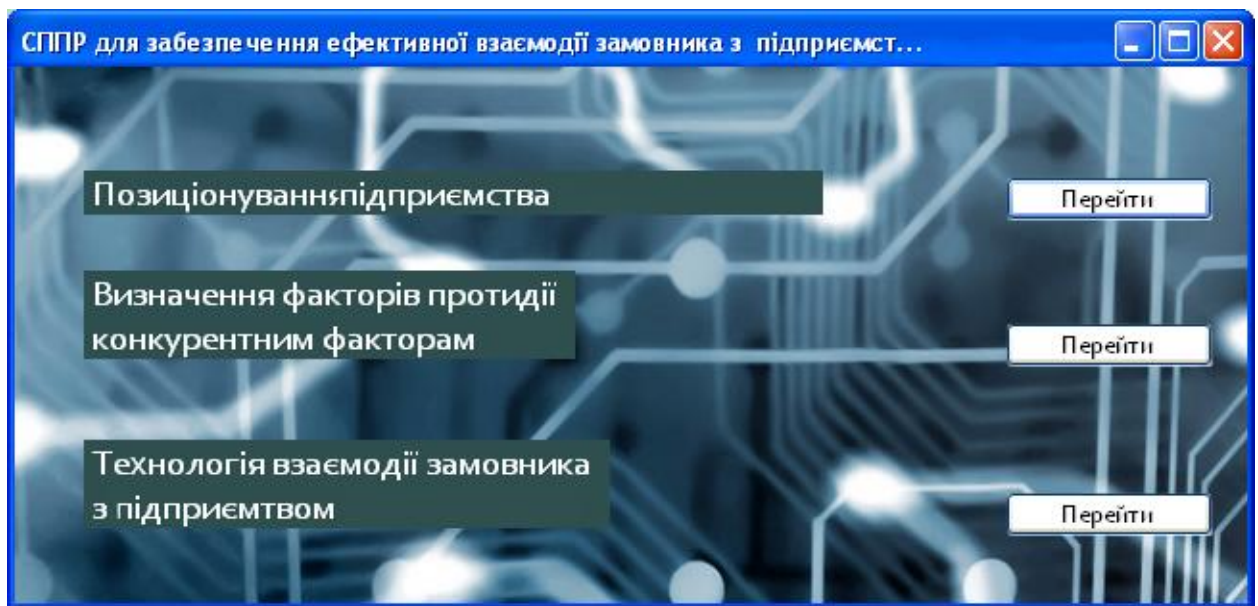 СППР для забезпечення ефективної взаємодії замовника з підприємст...
Позиціонуванняпідприємства
Перейти
Визначення факторів протидії
конкурентним факторам
Перейти
Технологія взаємодії замовника
з підприємтвом
Перейти